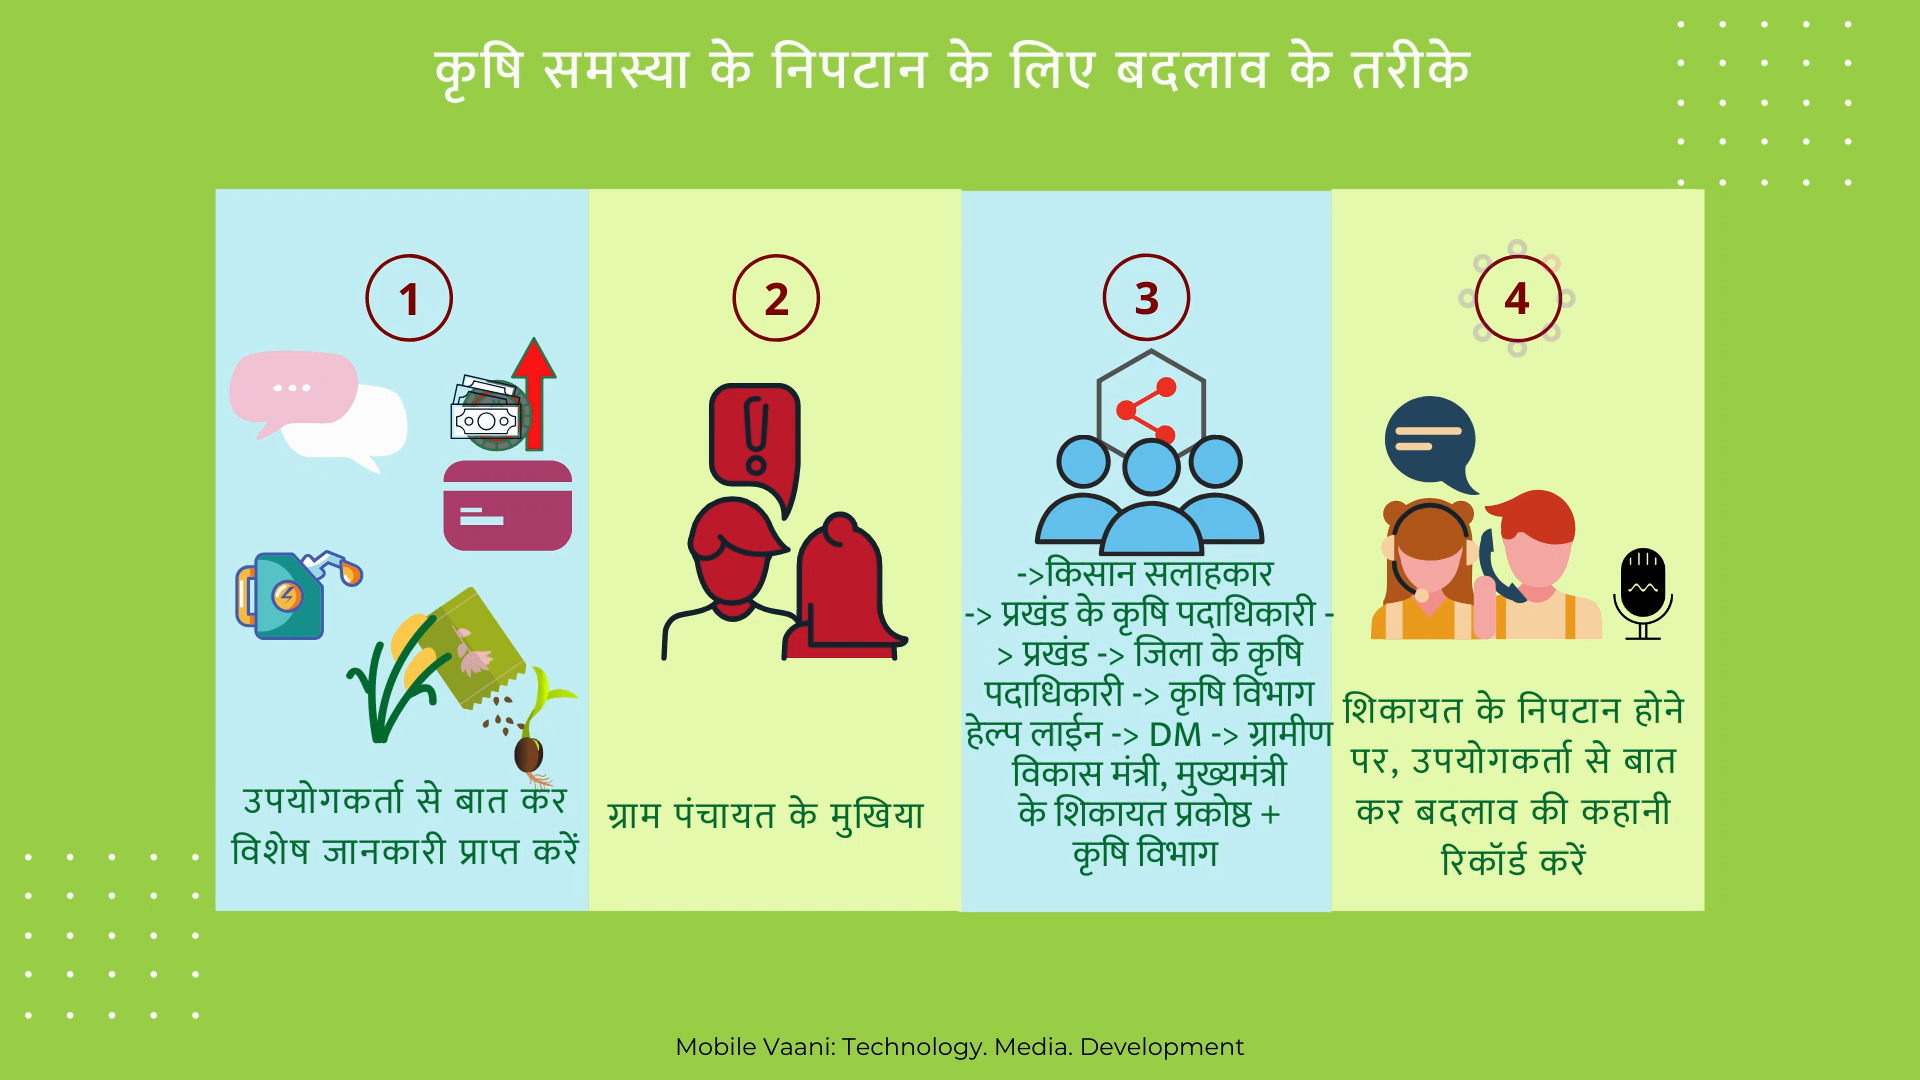 कृषि समस्या के निपटान के लिए बदलाव के तरीके
1
उपयोगकर्ता से बात कर
विशेष जानकारी प्राप्त करें
2
ग्राम पंचायत के मुखिया
3
->किसान सलाहकार
-> प्रखंड के कृषि पदाधिकारी -
> प्रखंड -> जिला के कृषि
पदाधिकारी -> कृषि विभाग
हेल्प लाईन -> DM -> ग्रामीण
विकास मंत्री, मुख्यमंत्री
के शिकायत प्रकोष्ठ +
कृषि विभाग
4
शिकायत के निपटान होने
पर, उपयोगकर्ता से बात
कर बदलाव की कहानी
रिकॉर्ड करें
Mobile Vaani: Technology. Media. Development